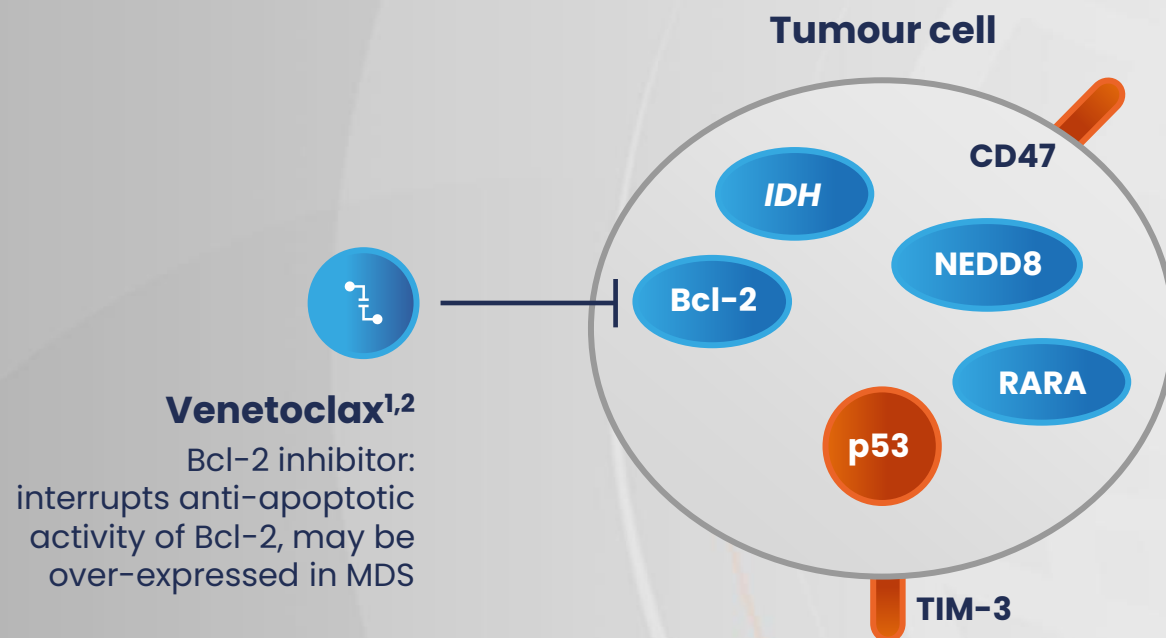 Tumour cell
CD47
IDH
NEDD8
Bcl-2
RARA
Venetoclax1,2
p53
Bcl-2 inhibitor:
interrupts anti-apoptotic
activity of Bcl-2, may be
over-expressed in MDS
TIM-3